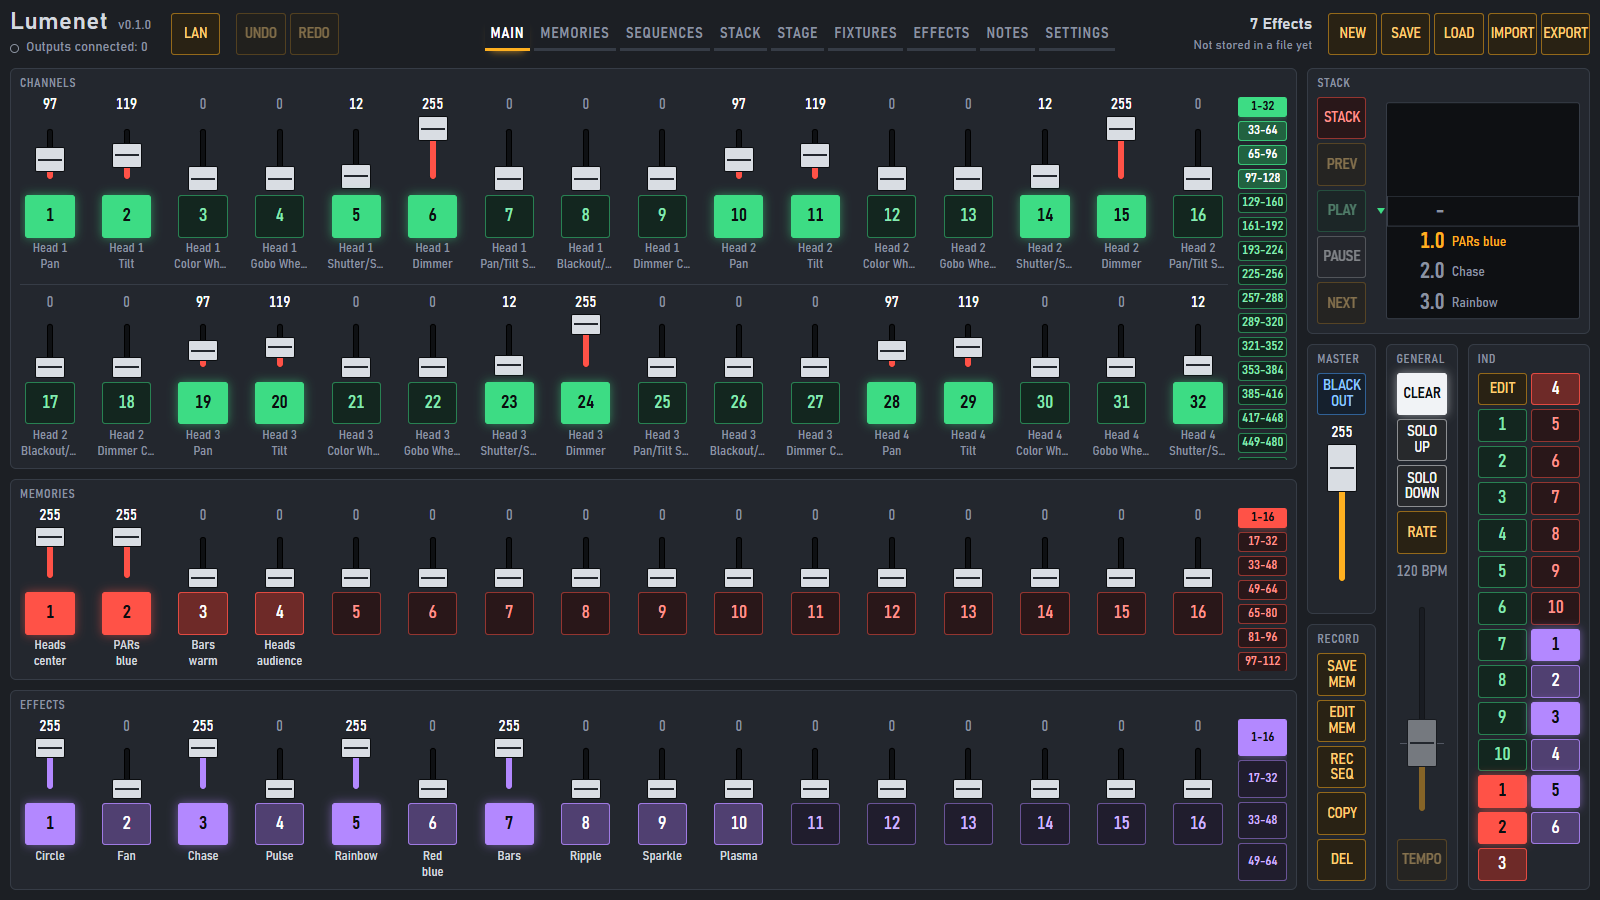 Lumenet v0.1.0
Outputs connected: 0
LAN
UNDO
REDO
MAIN
MEMORIES
SEQUENCES
STACK
STAGE
FIXTURES
EFFECTS
NOTES
SETTINGS
7 Effects
Not stored in a file yet
NEW
SAVE
LOAD
IMPORT
EXPORT
CHANNELS
97 119 0 0 12 255 0 0 0 97 119 0 0 12 255 0
1 2 3 4 5 6 7 8 9 10 11 12 13 14 15 16
Head 1 Head 1 Head 1 Head 1 Head 1 Head 1 Head 1 Head 1 Head 1 Head 2 Head 2 Head 2 Head 2 Head 2 Head 2 Head 2
Pan Tilt Color Wh... Gobo Whe... Shutter/S... Dimmer Pan/Tilt S... Blackout/... Dimmer C... Pan Tilt Color Wh... Gobo Whe... Shutter/S... Dimmer Pan/Tilt S...
0 0 97 119 0 0 12 255 0 0 0 97 119 0 0 12
17 18 19 20 21 22 23 24 25 26 27 28 29 30 31 32
Head 2 Head 2 Head 3 Head 3 Head 3 Head 3 Head 3 Head 3 Head 3 Head 3 Head 3 Head 4 Head 4 Head 4 Head 4 Head 4
Blackout/... Dimmer C... Pan Tilt Color Wh... Gobo Whe... Shutter/S... Dimmer Pan/Tilt S... Blackout/... Dimmer C... Pan Tilt Color Wh... Gobo Whe... Shutter/S...
1-32
33-64
65-96
97-128
129-160
161-192
193-224
225-256
257-288
289-320
321-352
353-384
385-416
417-448
449-480
MEMORIES
255 255 0 0 0 0 0 0 0 0 0 0 0 0 0 0
1 2 3 4 5 6 7 8 9 10 11 12 13 14 15 16
Heads PARs Bars Heads
center blue warm audience
1-16
17-32
33-48
49-64
65-80
81-96
97-112
EFFECTS
255 0 255 0 255 0 255 0 0 0 0 0 0 0 0 0
1 2 3 4 5 6 7 8 9 10 11 12 13 14 15 16
Circle Fan Chase Pulse Rainbow Red Bars Ripple Sparkle Plasma
blue
1-16
17-32
33-48
49-64
STACK
STACK
PREV
PLAY
PAUSE
NEXT
–
1.0 PARs blue
2.0 Chase
3.0 Rainbow
MASTER
BLACK
OUT
255
RECORD
SAVE
MEM
EDIT
MEM
REC
SEQ
COPY
DEL
GENERAL
CLEAR
SOLO
UP
SOLO
DOWN
RATE
120 BPM
TEMPO
IND
EDIT 4
1 5
2 6
3 7
4 8
5 9
6 10
7 1
8 2
9 3
10 4
1 5
2 6
3